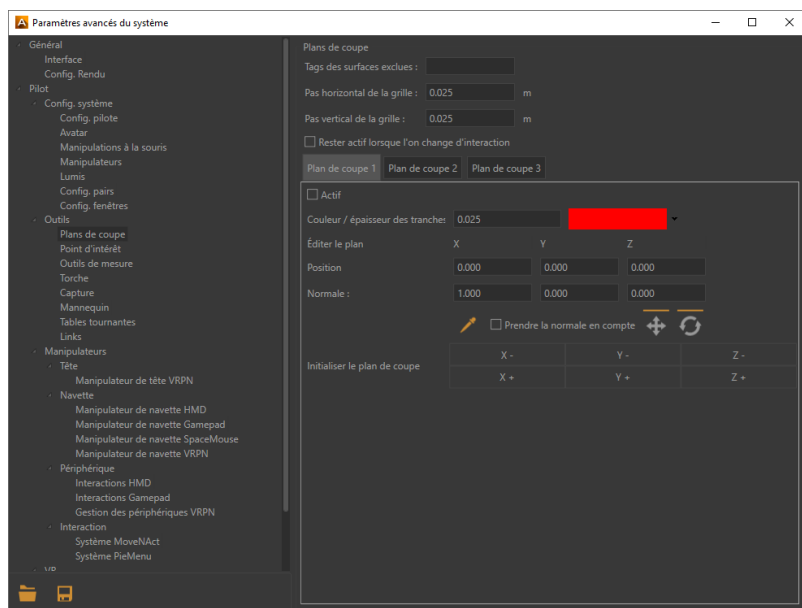 Paramètres avancés du système
Général
Interface
Config. Rendu
Pilot
Config. système
Config. pilote
Avatar
Manipulations à la souris
Manipulateurs
Lumis
Config. pairs
Config. fenêtres
Outils
Plans de coupe
Point d'intérêt
Outils de mesure
Torche
Capture
Mannequin
Tables tournantes
Links
Manipulateurs
Tête
Manipulateur de tête VRPN
Navette
Manipulateur de navette HMD
Manipulateur de navette Gamepad
Manipulateur de navette SpaceMouse
Manipulateur de navette VRPN
Périphérique
Interactions HMD
Interactions Gamepad
Gestion des périphériques VRPN
Interaction
Système MoveNAct
Système PieMenu
VR
Plans de coupe
Tags des surfaces exclues :
Pas horizontal de la grille : 0.025 m
Pas vertical de la grille : 0.025 m
Rester actif lorsque l'on change d'interaction
Plan de coupe 1 Plan de coupe 2 Plan de coupe 3
Actif
Couleur / épaisseur des tranches 0.025
Éditer le plan X Y Z
Position 0.000 0.000 0.000
Normale : 1.000 0.000 0.000
Prendre la normale en compte
Initialiser le plan de coupe
X - Y - Z -
X + Y + Z +